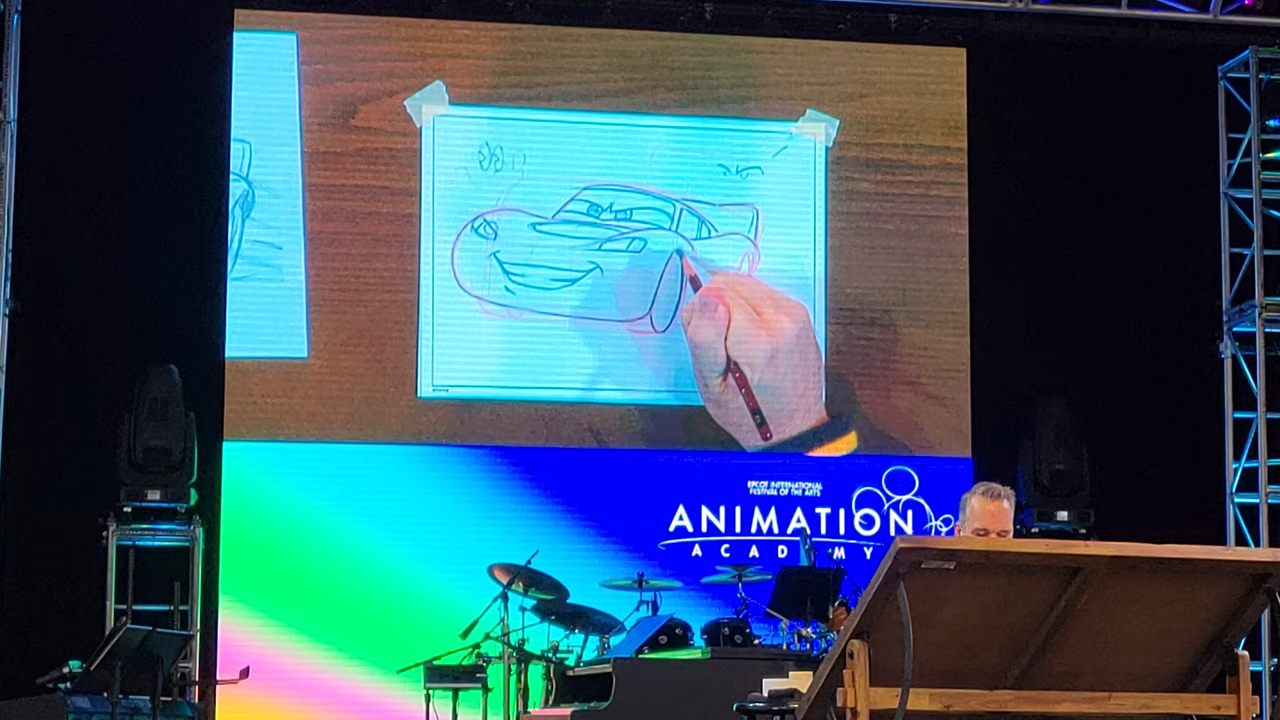 EPCOT INTERNATIONAL
FESTIVAL OF THE ARTS
ANIMATION
ACADEMY